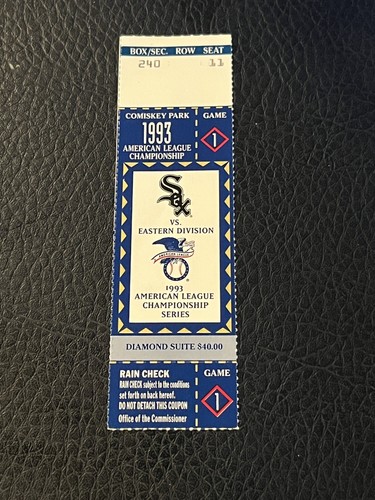 BOX/SEC. ROW SEAT
240 11
COMISKEY PARK
1993
AMERICAN LEAGUE
CHAMPIONSHIP
GAME
1
Sox
VS.
EASTERN DIVISION
AMERICAN LEAGUE
1993
AMERICAN LEAGUE
CHAMPIONSHIP
SERIES
DIAMOND SUITE $40.00
RAIN CHECK
RAIN CHECK subject to the conditions
set forth on back hereof.
DO NOT DETACH THIS COUPON
Office of the Commissioner
GAME
1